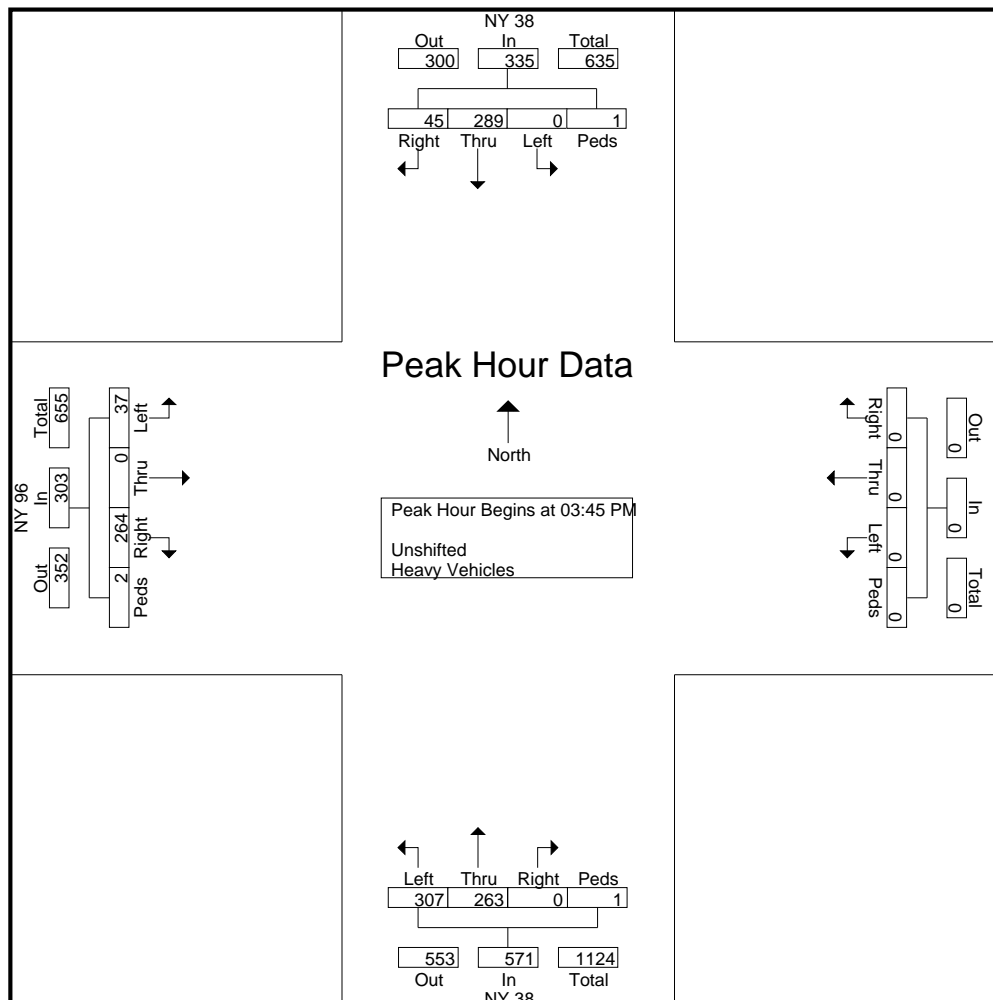 NY 38
Out In Total
300 335 635
45 289 0 1
Right Thru Left Peds
Peak Hour Data
North
Peak Hour Begins at 03:45 PM
Unshifted
Heavy Vehicles
NY 96
Out In Total
352 303 655
37 0 264 2
Left Thru Right Peds
Out In Total
0 0 0
0 0 0 0
Right Thru Left Peds
Left Thru Right Peds
307 263 0 1
553 571 1124
Out In Total
NY 38